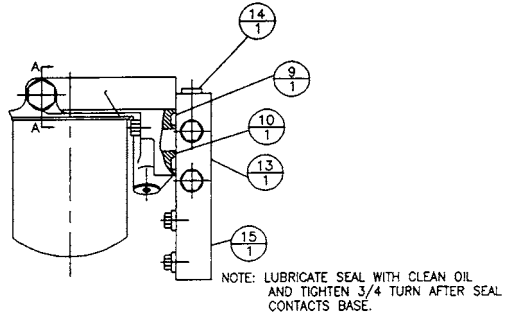 14
1
A
9
1
A
10
1
13
1
15
1
NOTE: LUBRICATE SEAL WITH CLEAN OIL
AND TIGHTEN 3/4 TURN AFTER SEAL
CONTACTS BASE.